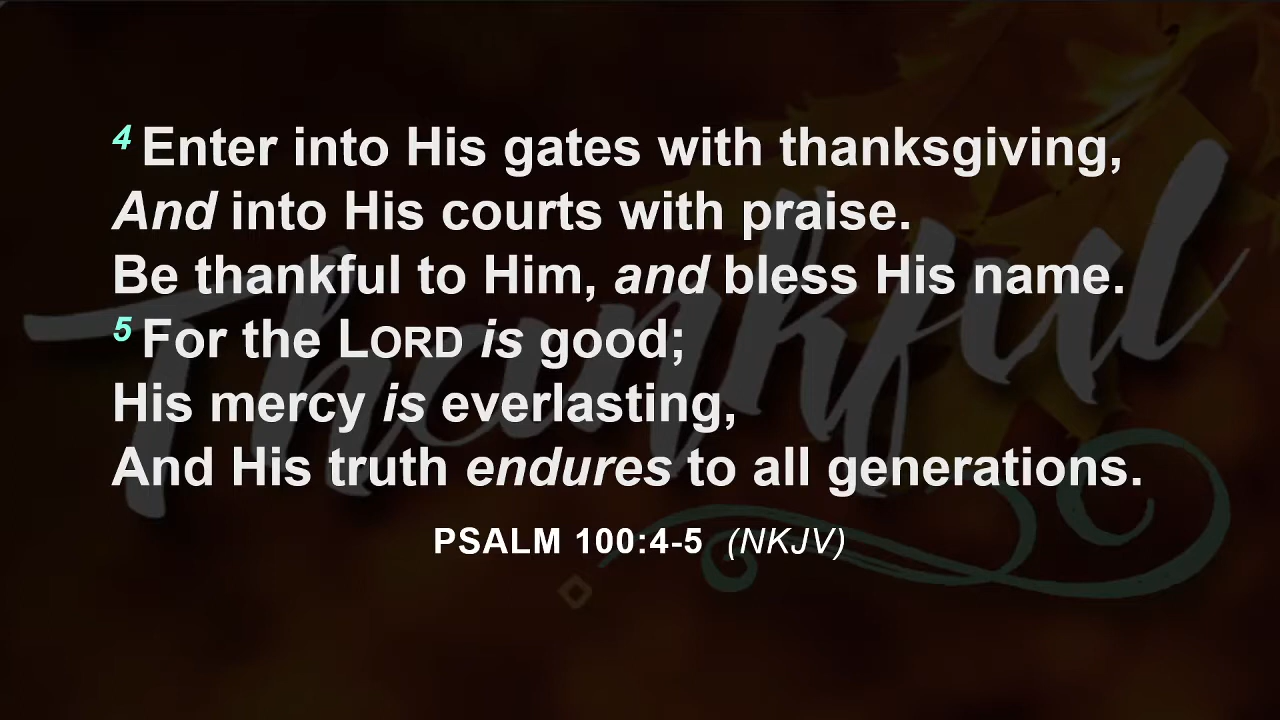 4 Enter into His gates with thanksgiving,
And into His courts with praise.
Be thankful to Him, and bless His name.
5 For the LORD is good;
His mercy is everlasting,
And His truth endures to all generations.
PSALM 100:4-5 (NKJV)
Thankful